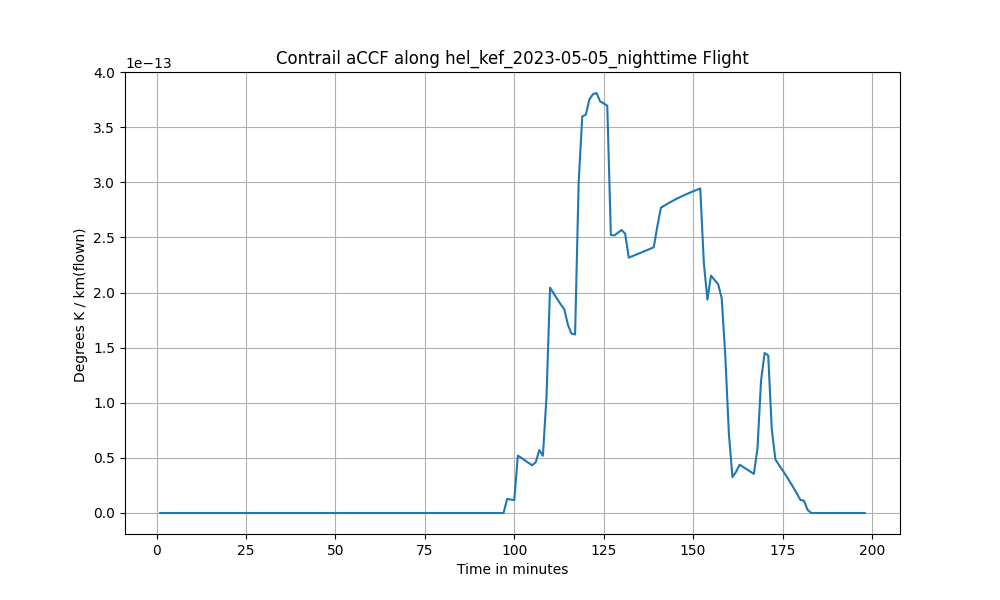 Contrail aCCF along hel_kef_2023-05-05_nighttime Flight
1e−13
4.0
3.5
3.0
2.5
2.0
1.5
1.0
0.5
0.0
Degrees K / km(flown)
0 25 50 75 100 125 150 175 200
Time in minutes